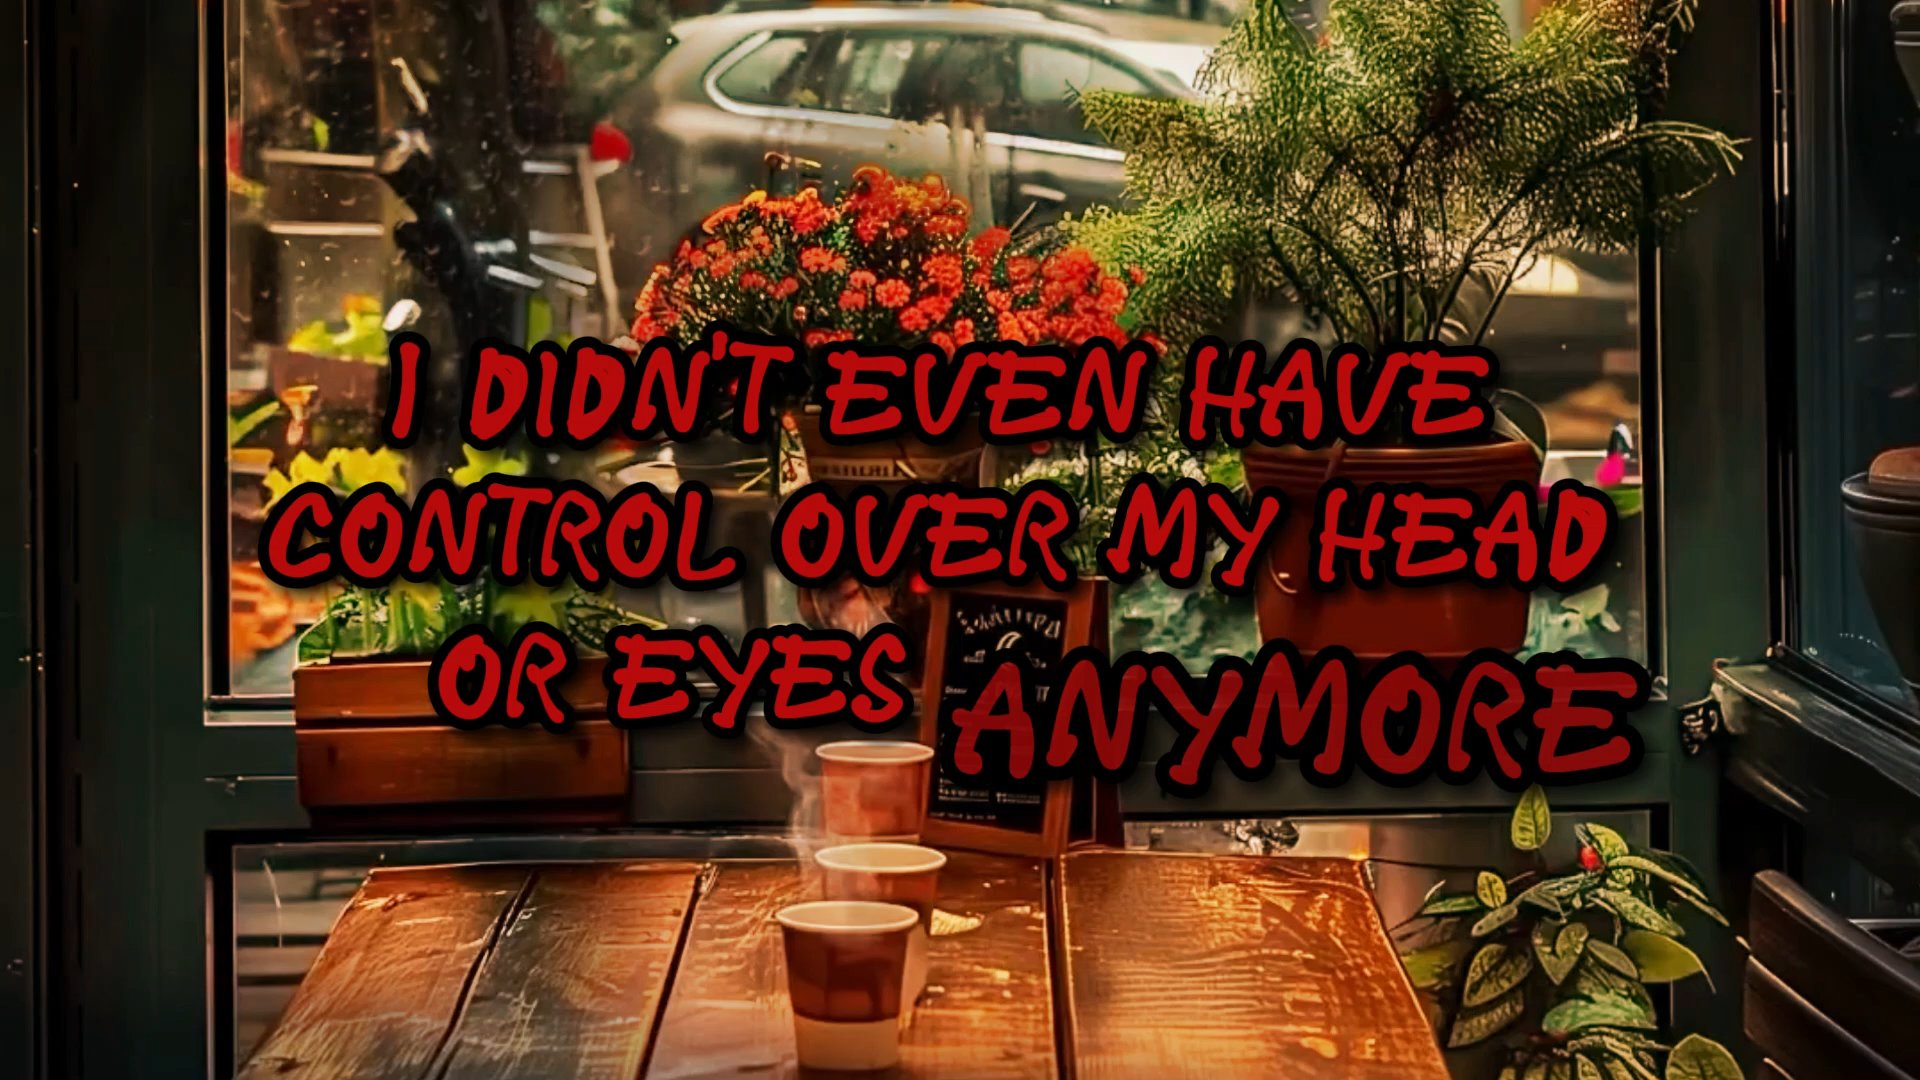 I DIDN'T EVEN HAVE
CONTROL OVER MY HEAD
OR EYES ANYMORE